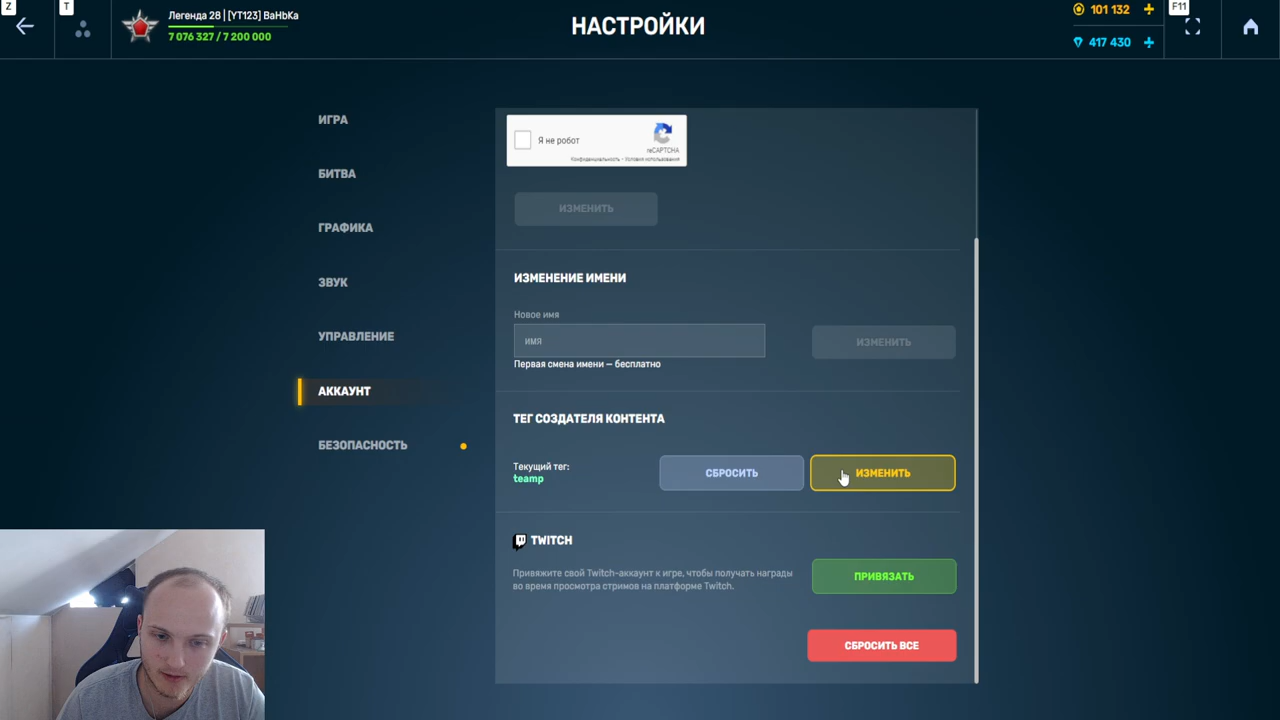 Z
T
Легенда 28 | [YT123] BaHbKa
7 076 327 / 7 200 000
НАСТРОЙКИ
101 132 +
417 430 +
F11
ИГРА
БИТВА
ГРАФИКА
ЗВУК
УПРАВЛЕНИЕ
АККАУНТ
БЕЗОПАСНОСТЬ
Я не робот
reCAPTCHA
Конфиденциальность - Условия использования
ИЗМЕНИТЬ
ИЗМЕНЕНИЕ ИМЕНИ
Новое имя
имя
ИЗМЕНИТЬ
Первая смена имени — бесплатно
ТЕГ СОЗДАТЕЛЯ КОНТЕНТА
Текущий тег:
teamp
СБРОСИТЬ
ИЗМЕНИТЬ
TWITCH
Привяжите свой Twitch-аккаунт к игре, чтобы получать награды
во время просмотра стримов на платформе Twitch.
ПРИВЯЗАТЬ
СБРОСИТЬ ВСЕ